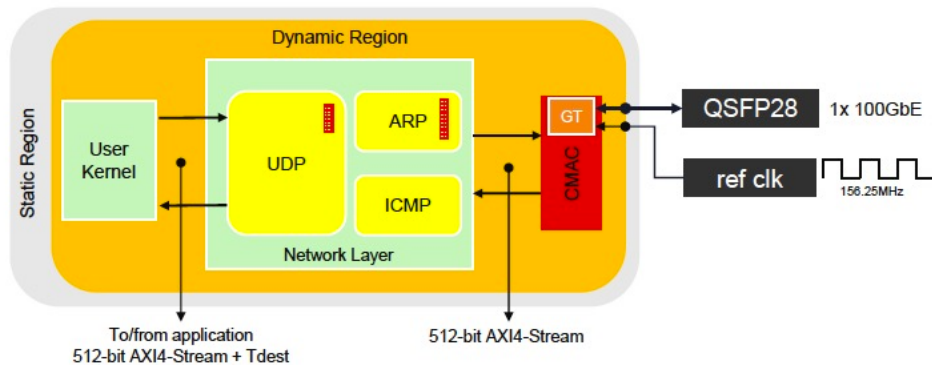 Dynamic Region
Static Region
User
Kernel
UDP
ARP
ICMP
Network Layer
GT
CMAC
QSFP28
1x 100GbE
ref clk
156.25MHz
To/from application
512-bit AXI4-Stream + Tdest
512-bit AXI4-Stream